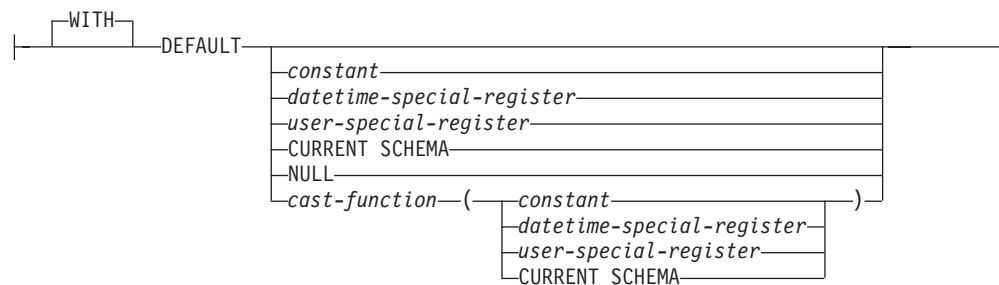 WITH
DEFAULT
constant
datetime-special-register
user-special-register
CURRENT SCHEMA
NULL
cast-function ( constant )
datetime-special-register
user-special-register
CURRENT SCHEMA